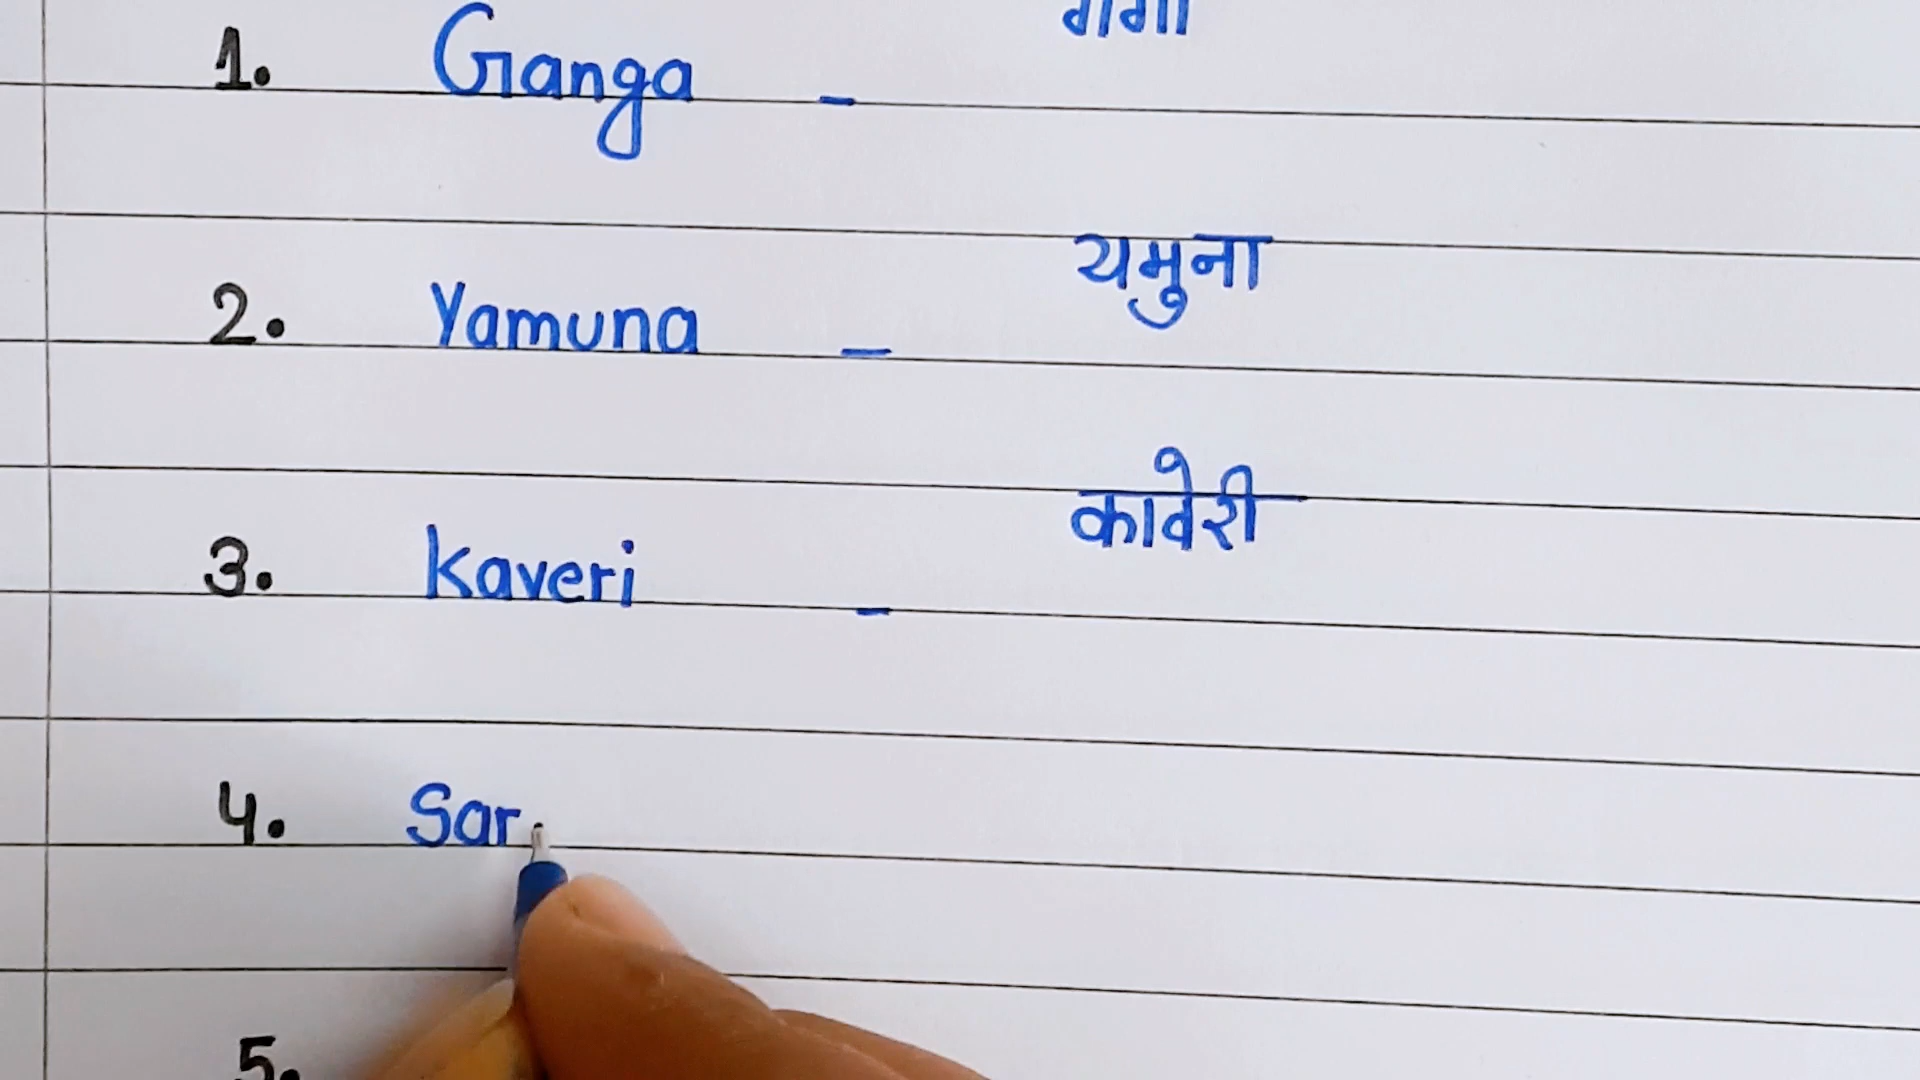 1. Ganga - गंगा
2. Yamuna - यमुना
3. Kaveri - कावेरी
4. Sar
5.